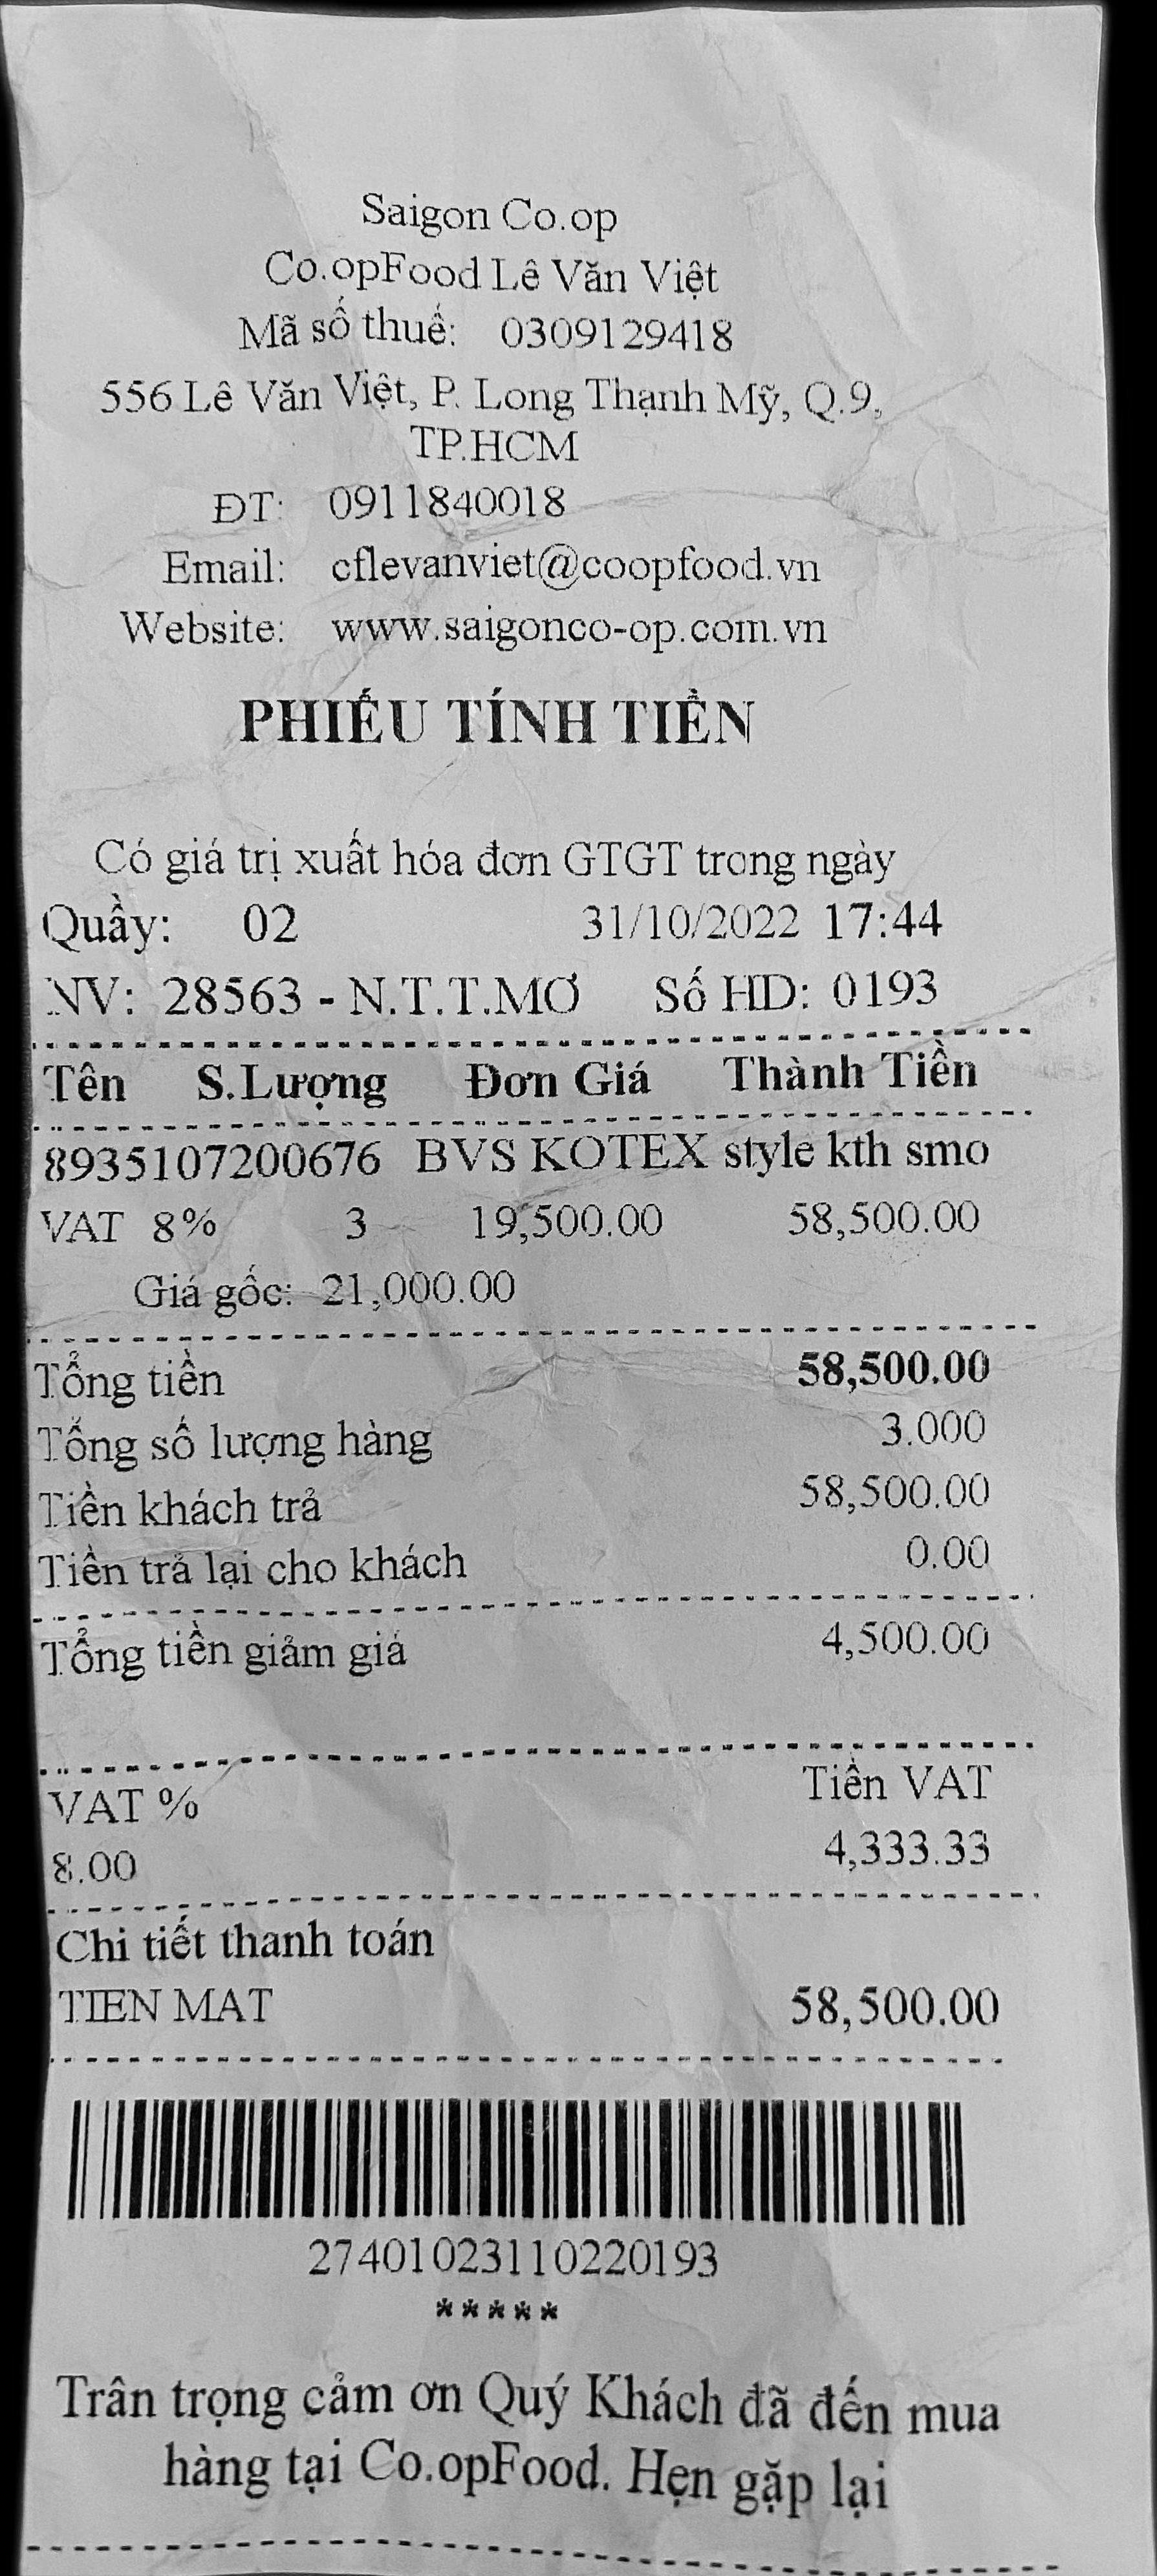 Saigon Co.op
Co.opFood Lê Văn Việt
Mã số thuế: 0309129418
556 Lê Văn Việt, P. Long Thạnh Mỹ, Q.9,
TP.HCM
ĐT: 0911840018
Email: cflevanviet@coopfood.vn
Website: www.saigonco-op.com.vn
PHIẾU TÍNH TIỀN
Có giá trị xuất hóa đơn GTGT trong ngày
Quầy: 02 31/10/2022 17:44
NV: 28563 - N.T.T.MƠ Số HD: 0193
Tên S.Lượng Đơn Giá Thành Tiền
8935107200676 BVS KOTEX style kth smo
VAT 8% 3 19,500.00 58,500.00
Giá gốc: 21,000.00
Tổng tiền 58,500.00
Tổng số lượng hàng 3.000
Tiền khách trả 58,500.00
Tiền trả lại cho khách 0.00
Tổng tiền giảm giá 4,500.00
VAT % Tiền VAT
8.00 4,333.33
Chi tiết thanh toán
TIEN MAT 58,500.00
27401023110220193
*****
Trân trọng cảm ơn Quý Khách đã đến mua
hàng tại Co.opFood. Hẹn gặp lại